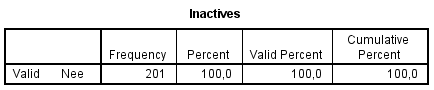 Inactives
Frequency Percent Valid Percent Cumulative Percent
Valid Nee 201 100,0 100,0 100,0